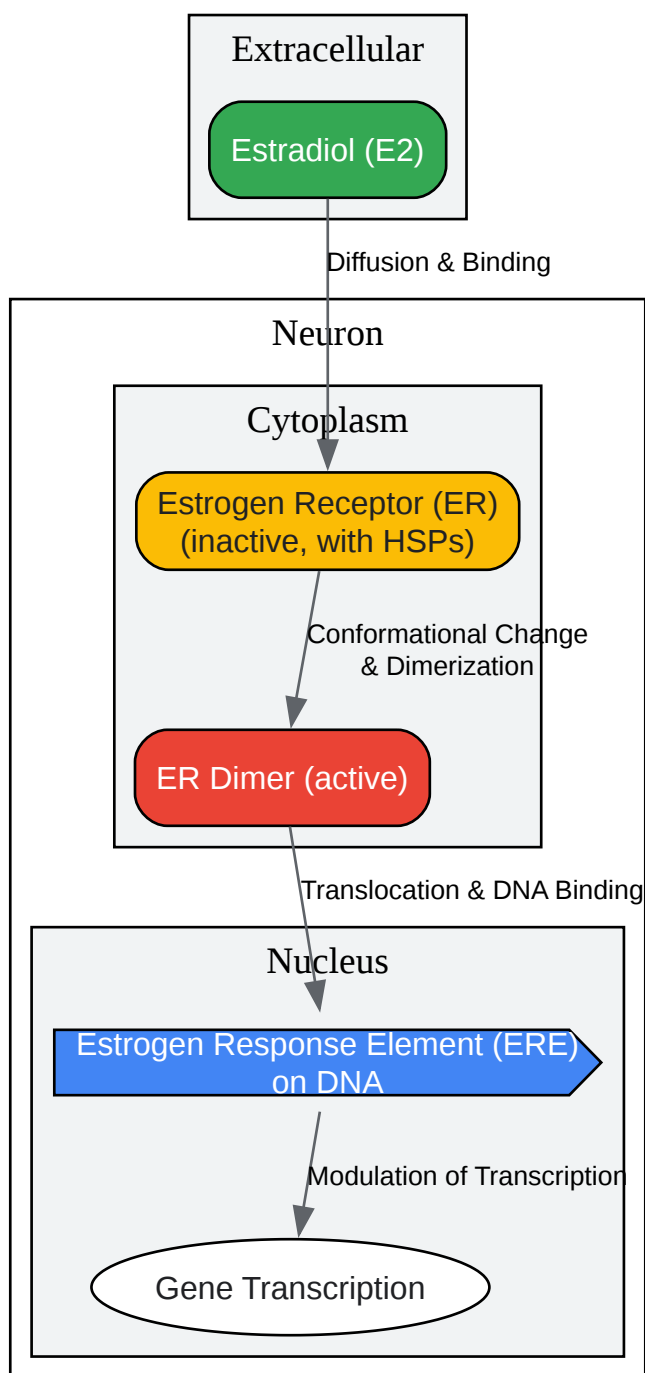 Extracellular
Estradiol (E2)
Diffusion & Binding
Neuron
Cytoplasm
Estrogen Receptor (ER)
(inactive, with HSPs)
Conformational Change
& Dimerization
ER Dimer (active)
Translocation & DNA Binding
Nucleus
Estrogen Response Element (ERE)
on DNA
Modulation of Transcription
Gene Transcription